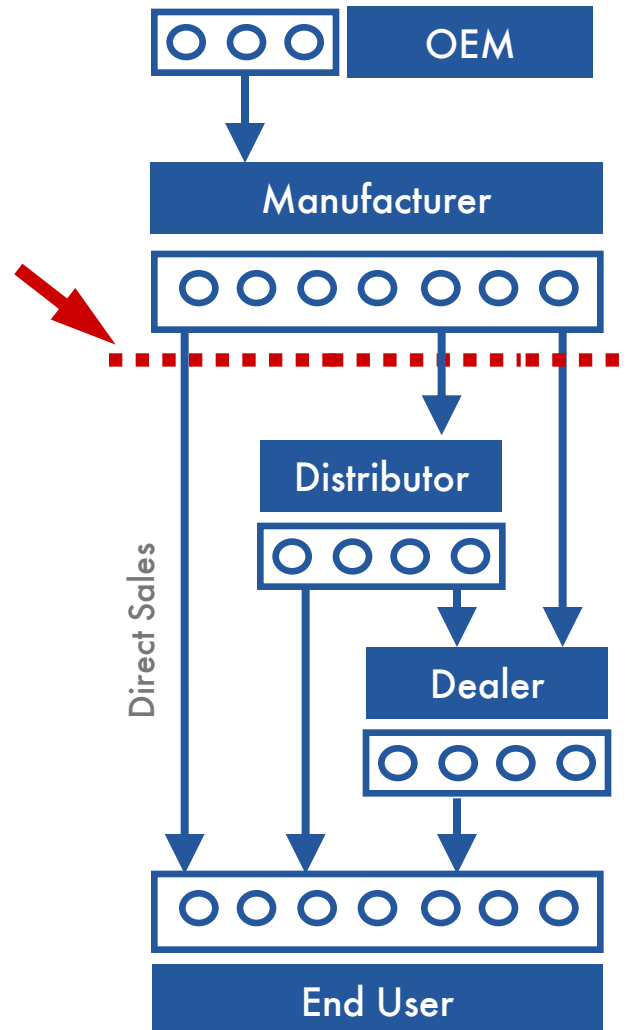 OEM
Manufacturer
Distributor
Direct Sales
Dealer
End User